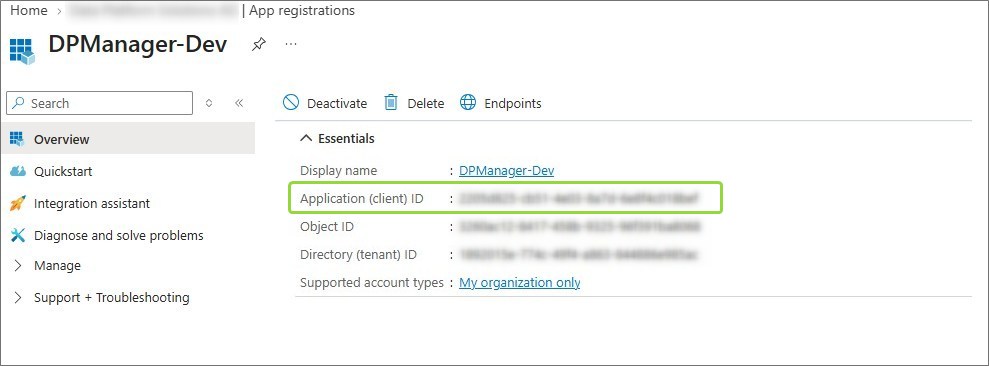 Home > | App registrations
DPManager-Dev ...
Search
Deactivate Delete Endpoints
Essentials
Overview
Quickstart
Integration assistant
Diagnose and solve problems
Manage
Support + Troubleshooting
Display name : DPManager-Dev
Application (client) ID :
Object ID :
Directory (tenant) ID :
Supported account types : My organization only